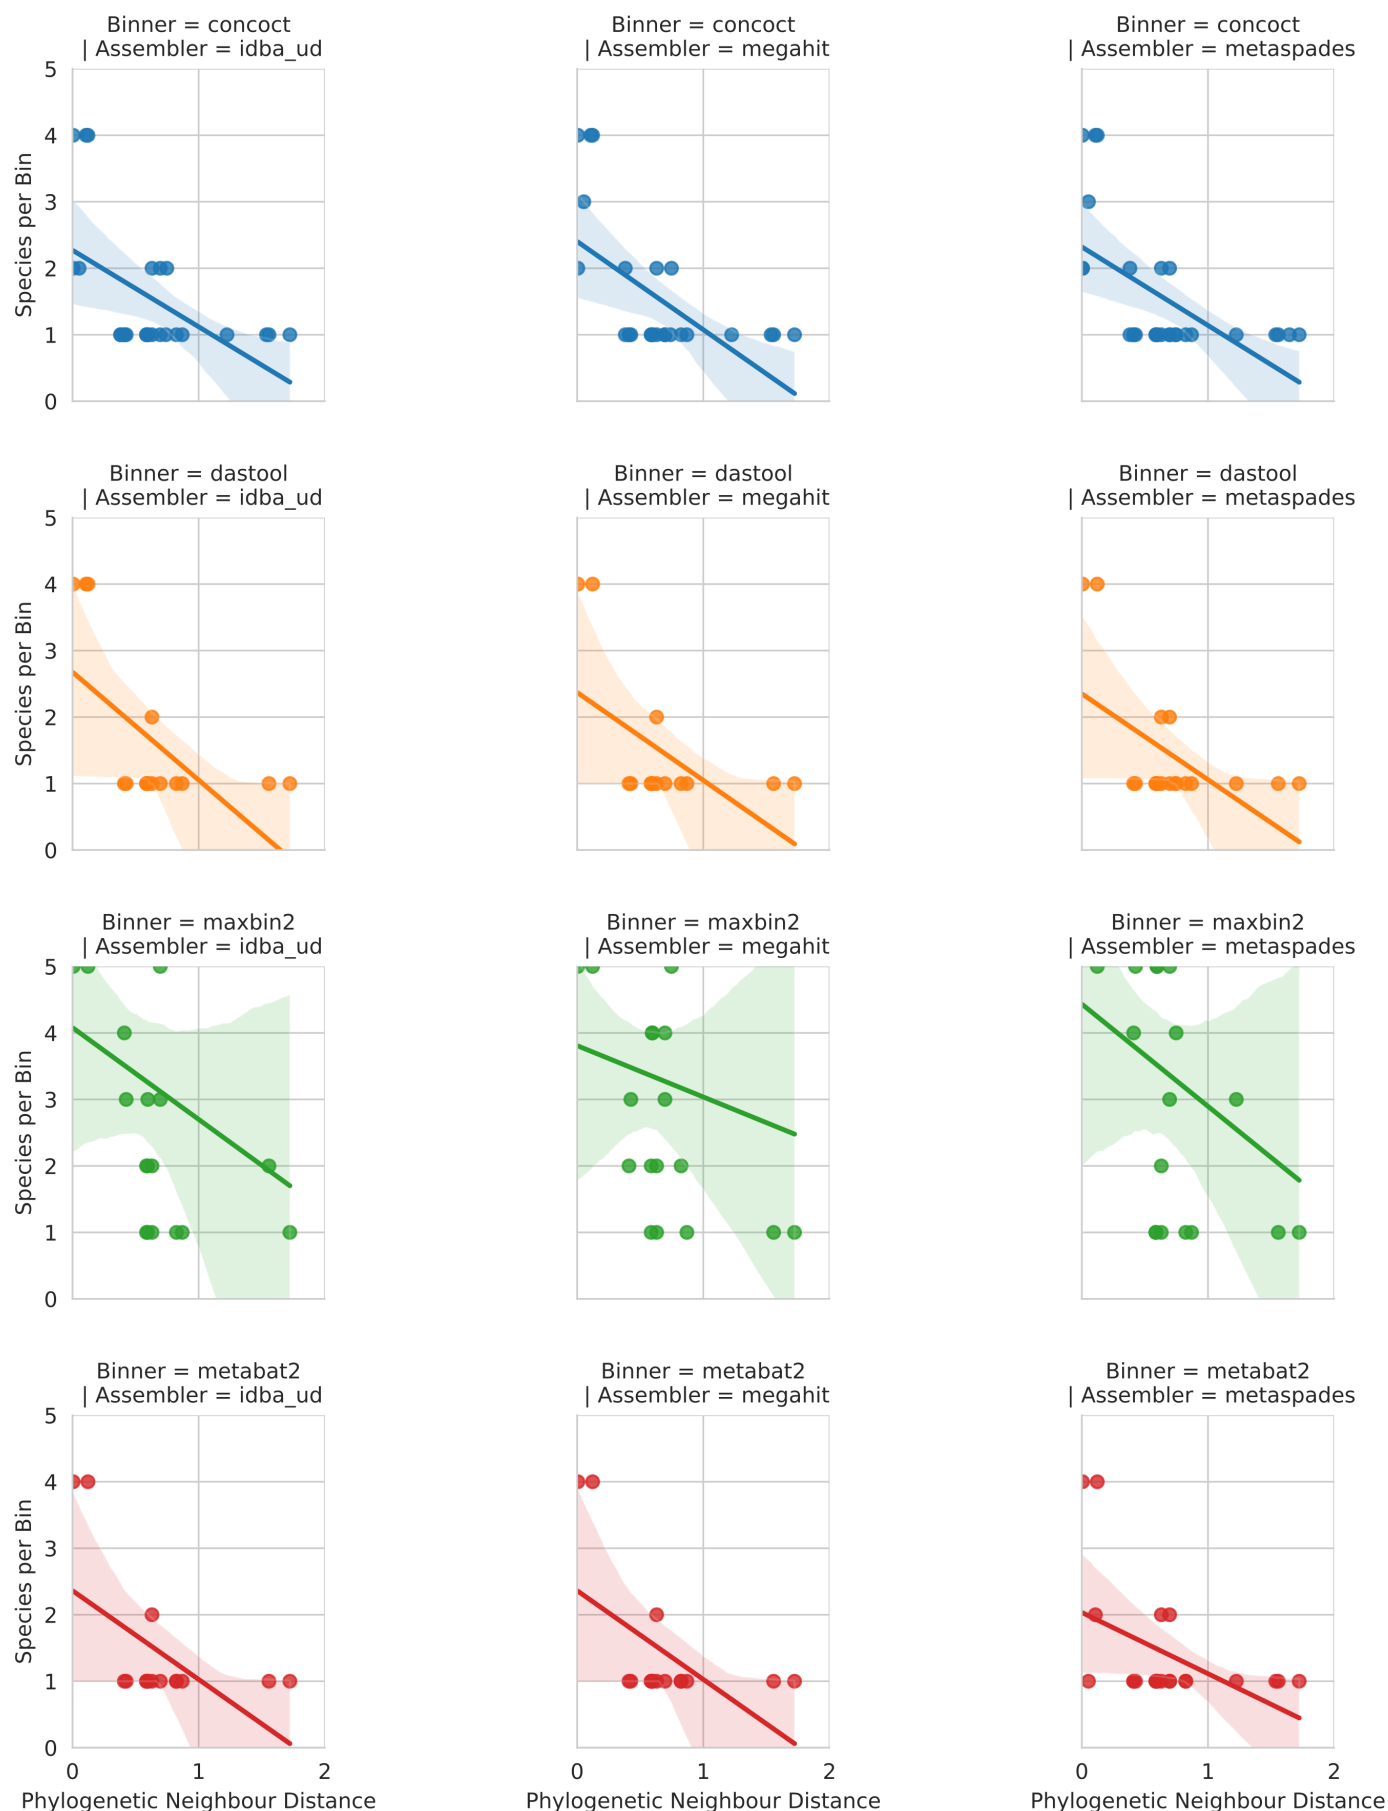 Binner = concoct
| Assembler = idba_ud
Binner = concoct
| Assembler = megahit
Binner = concoct
| Assembler = metaspades
5
4
3
2
1
0
Species per Bin
Binner = dastool
| Assembler = idba_ud
Binner = dastool
| Assembler = megahit
Binner = dastool
| Assembler = metaspades
5
4
3
2
1
0
Species per Bin
Binner = maxbin2
| Assembler = idba_ud
Binner = maxbin2
| Assembler = megahit
Binner = maxbin2
| Assembler = metaspades
5
4
3
2
1
0
Species per Bin
Binner = metabat2
| Assembler = idba_ud
Binner = metabat2
| Assembler = megahit
Binner = metabat2
| Assembler = metaspades
5
4
3
2
1
0
Species per Bin
0 1 2
0 1 2
0 1 2
Phylogenetic Neighbour Distance
Phylogenetic Neighbour Distance
Phylogenetic Neighbour Distance